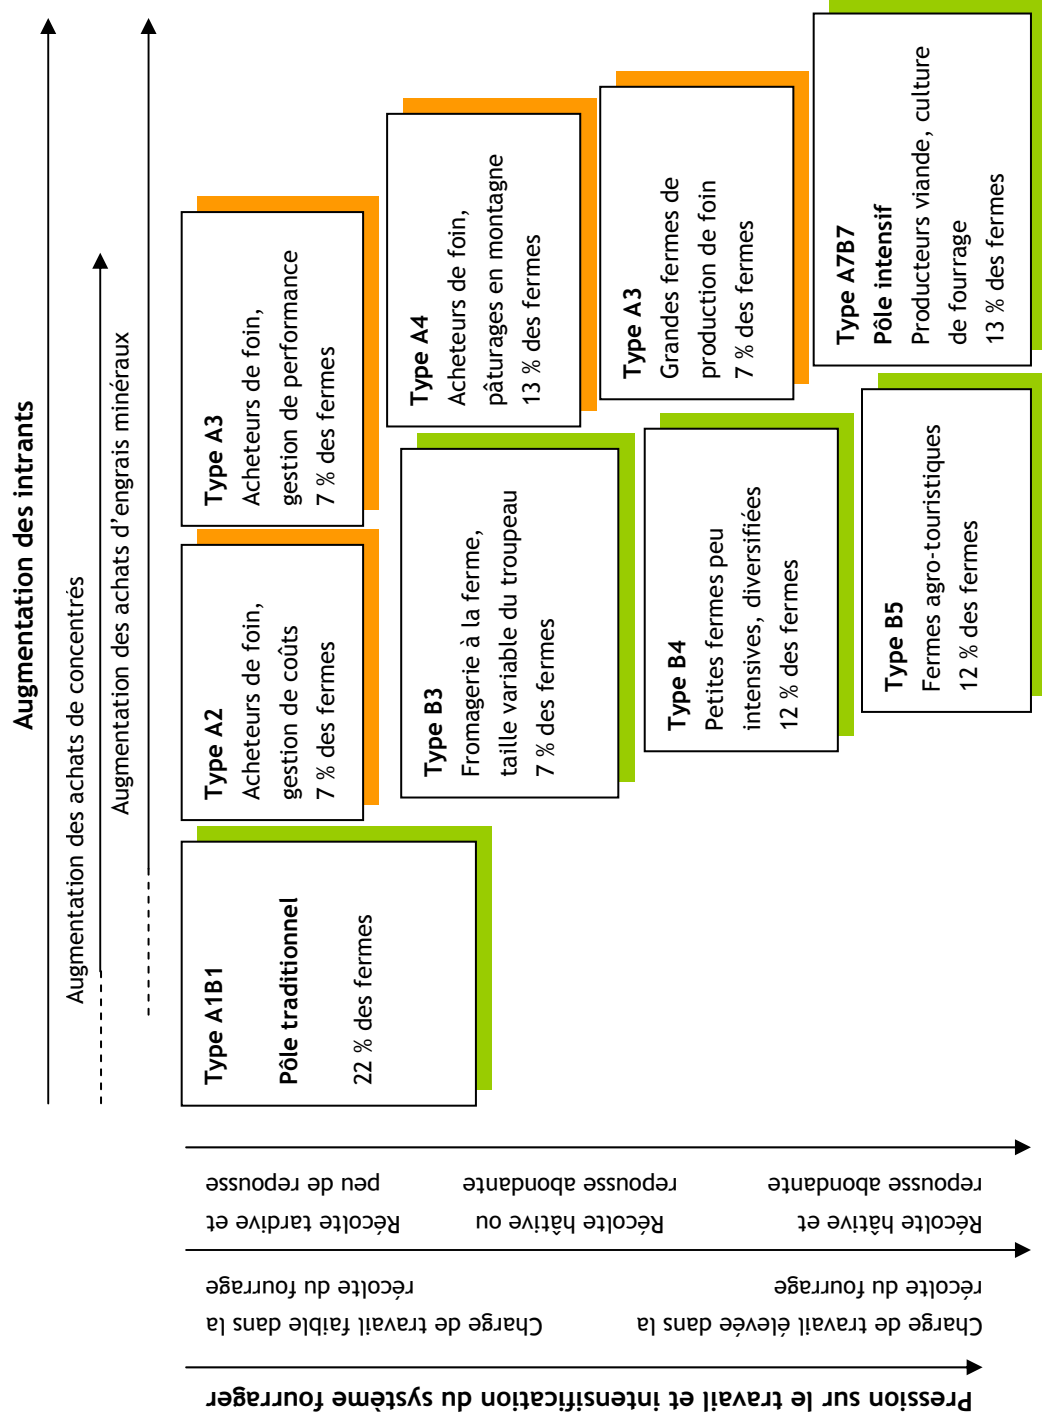 Augmentation des intrants
Augmentation des achats de concentrés
Augmentation des achats d’engrais minéraux
Type A1B1
Pôle traditionnel
22 % des fermes
Type A2
Acheteurs de foin,
gestion de coûts
7 % des fermes
Type A3
Acheteurs de foin,
gestion de performance
7 % des fermes
Type B3
Fromagerie à la ferme,
taille variable du troupeau
7 % des fermes
Type A4
Acheteurs de foin,
pâturages en montagne
13 % des fermes
Type B4
Petites fermes peu
intensives, diversifiées
12 % des fermes
Type A3
Grandes fermes de
production de foin
7 % des fermes
Type B5
Fermes agro-touristiques
12 % des fermes
Type A7B7
Pôle intensif
Producteurs viande, culture
de fourrage
13 % des fermes
Pression sur le travail et intensification du système fourrager
Charge de travail faible dans la
récolte du fourrage
Charge de travail élevée dans la
récolte du fourrage
Récolte tardive et
peu de repousse
Récolte hâtive ou
repousse abondante
Récolte hâtive et
repousse abondante